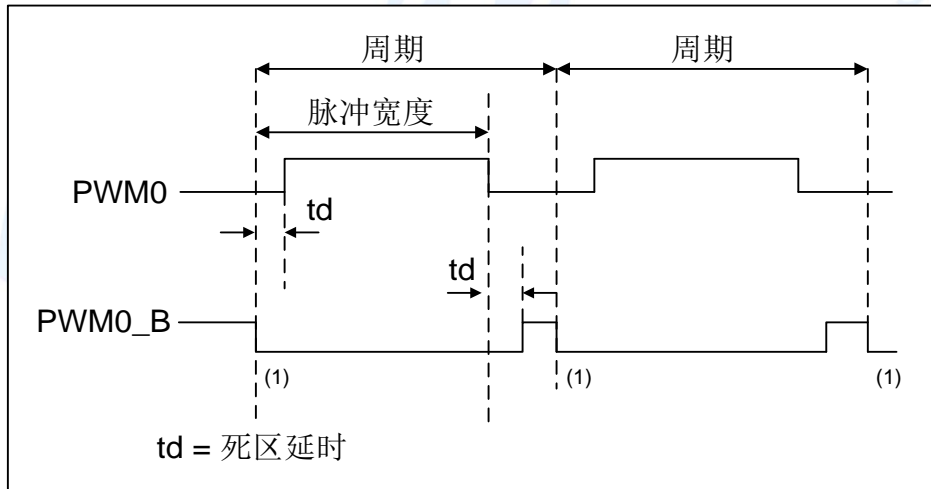 周期 周期
脉冲宽度
PWM0
td
td
PWM0_B
(1) (1) (1)
td = 死区延时